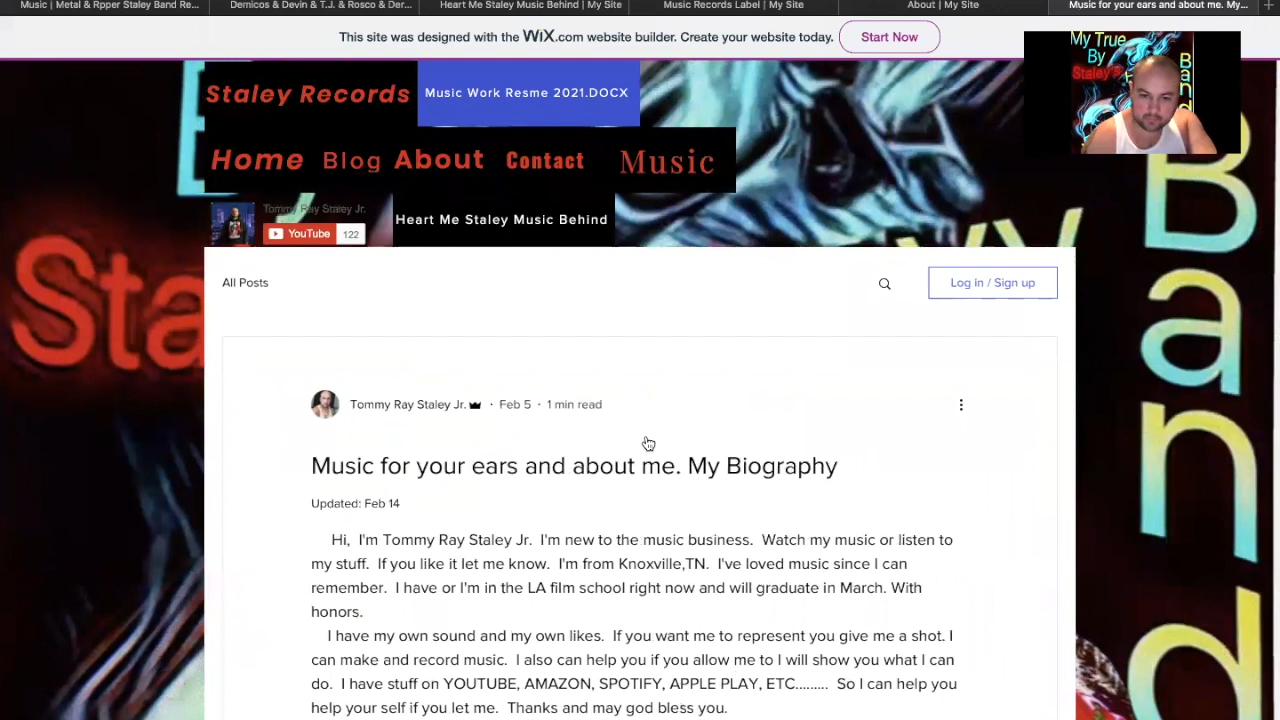 Music | Metal & Rpper Staley Band Re...
Demicos & Devin & T.J. & Rosco & Der...
Heart Me Staley Music Behind | My Site
Music Records Label | My Site
About | My Site
Music for your ears and about me. My...
This site was designed with the WiX.com website builder. Create your website today.
Start Now
My True
By
Staley's
Band
Staley Records
Music Work Resme 2021.DOCX
Home Blog About Contact Music
Tommy Ray Staley Jr.
YouTube 122
Heart Me Staley Music Behind
Sta
Band
All Posts
Log in / Sign up
Tommy Ray Staley Jr. · Feb 5 · 1 min read
Music for your ears and about me. My Biography
Updated: Feb 14
Hi, I'm Tommy Ray Staley Jr. I'm new to the music business. Watch my music or listen to
my stuff. If you like it let me know. I'm from Knoxville,TN. I've loved music since I can
remember. I have or I'm in the LA film school right now and will graduate in March. With
honors.
I have my own sound and my own likes. If you want me to represent you give me a shot. I
can make and record music. I also can help you if you allow me to I will show you what I can
do. I have stuff on YOUTUBE, AMAZON, SPOTIFY, APPLE PLAY, ETC......... So I can help you
help your self if you let me. Thanks and may god bless you.